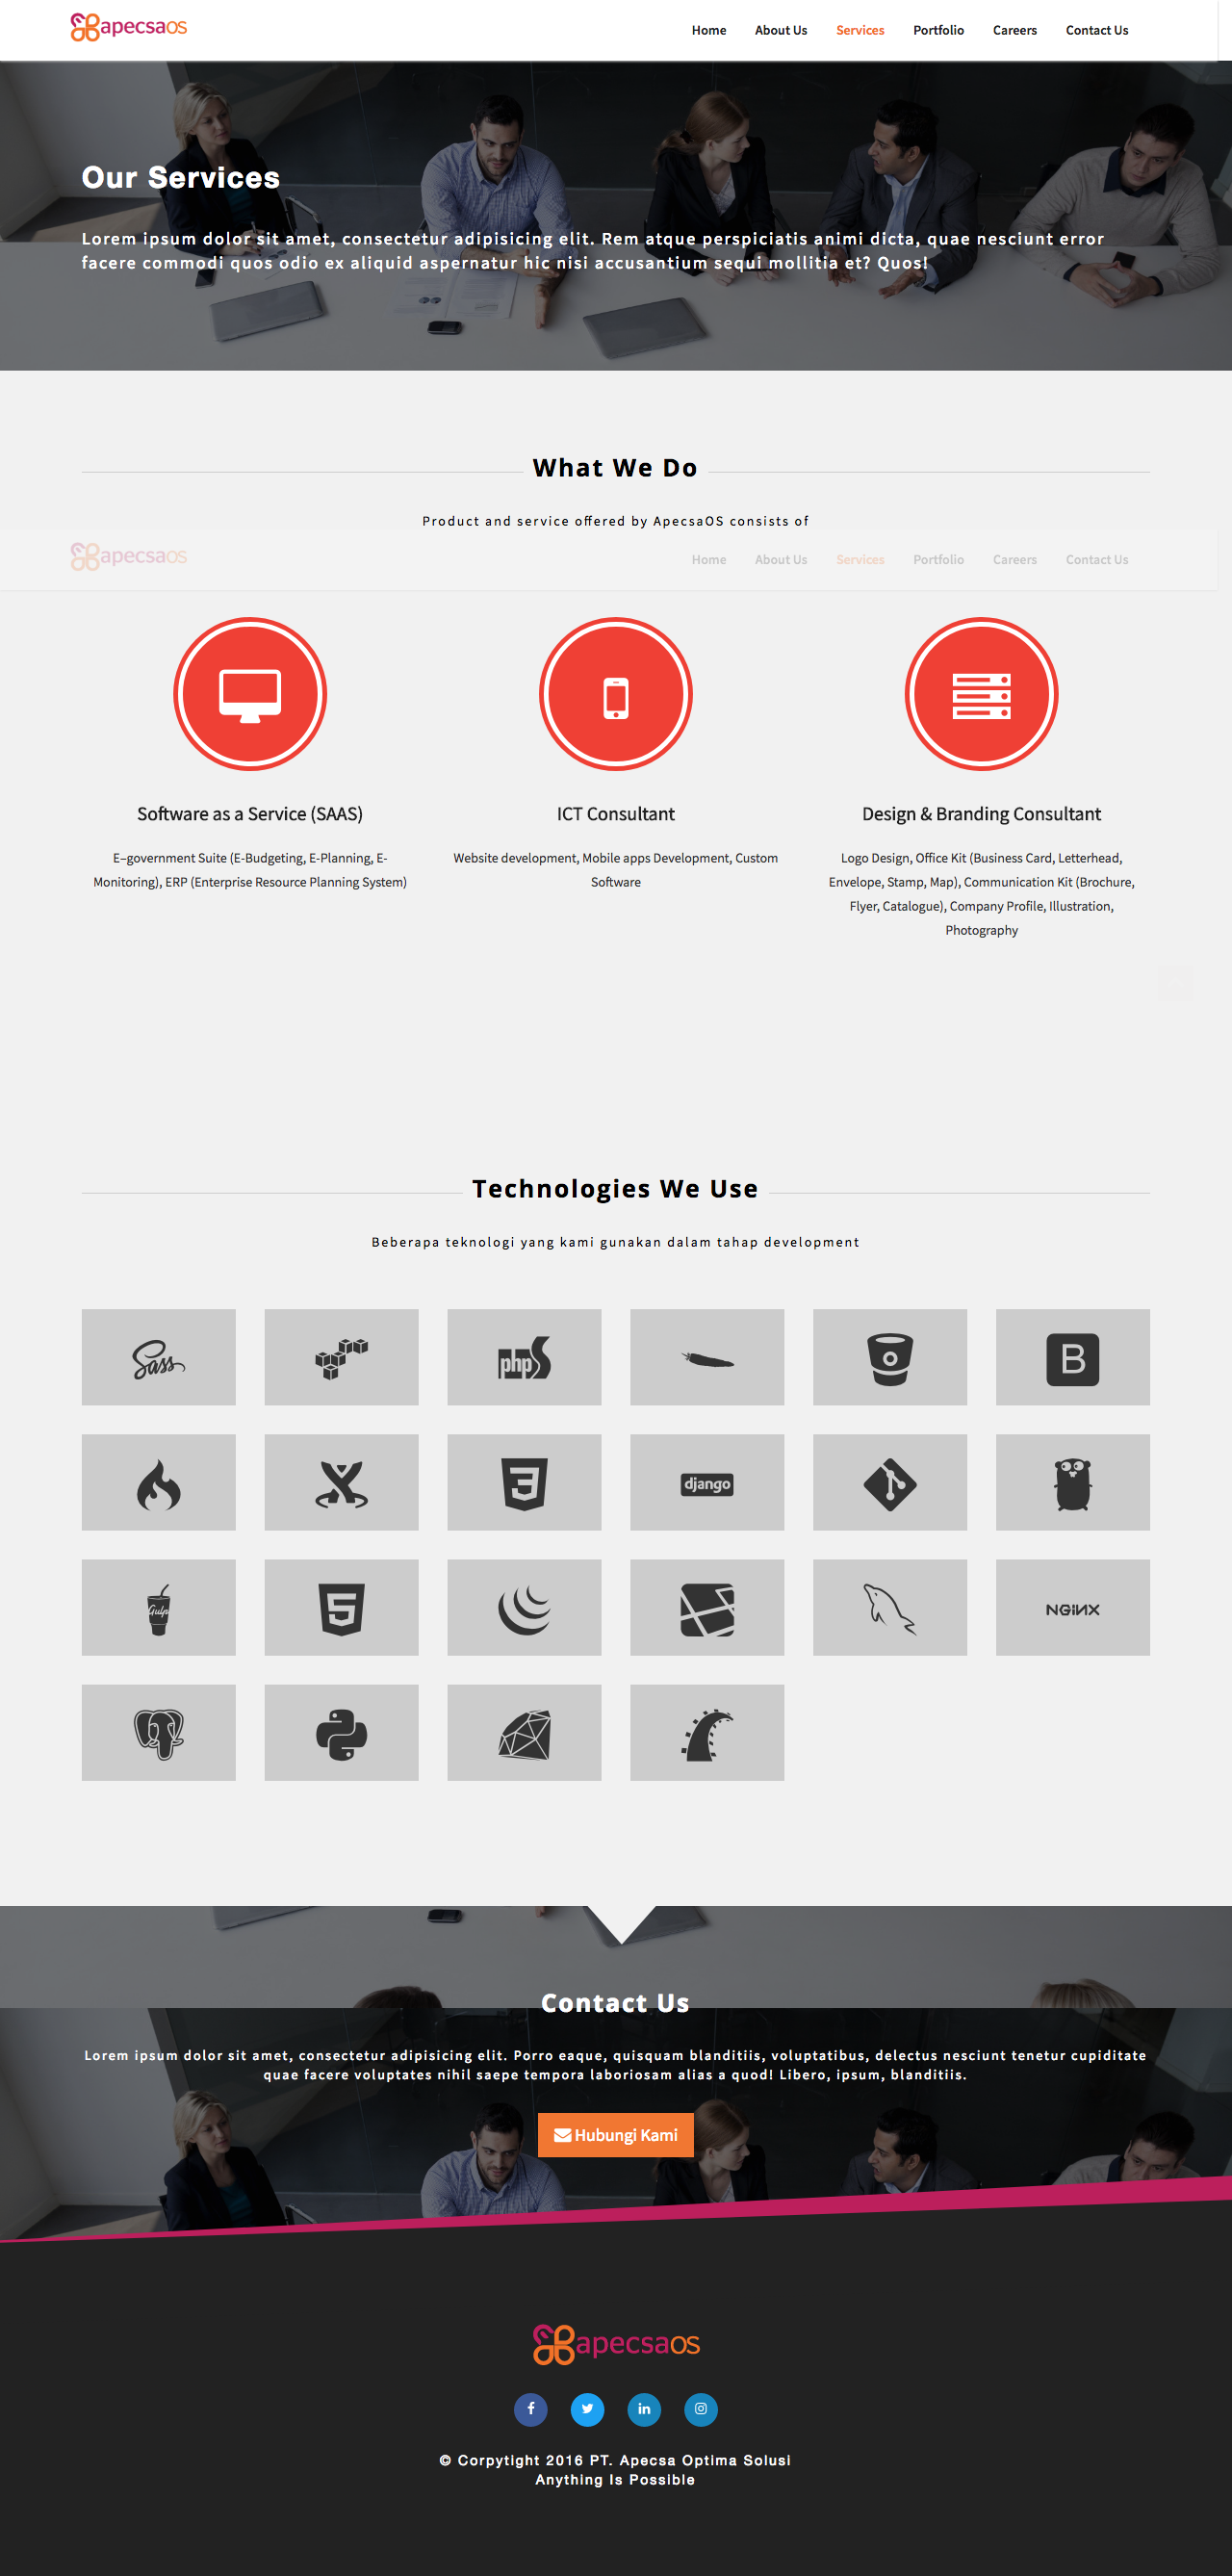 apecsaos
Home About Us Services Portfolio Careers Contact Us
Our Services
Lorem ipsum dolor sit amet, consectetur adipisicing elit. Rem atque perspiciatis animi dicta, quae nesciunt error
facere commodi quos odio ex aliquid aspernatur hic nisi accusantium sequi mollitia et? Quos!
What We Do
Product and service offered by ApecsaOS consists of
apecsaos
Home About Us Services Portfolio Careers Contact Us
Software as a Service (SAAS)
E–government Suite (E-Budgeting, E-Planning, E-
Monitoring), ERP (Enterprise Resource Planning System)
ICT Consultant
Website development, Mobile apps Development, Custom
Software
Design & Branding Consultant
Logo Design, Office Kit (Business Card, Letterhead,
Envelope, Stamp, Map), Communication Kit (Brochure,
Flyer, Catalogue), Company Profile, Illustration,
Photography
Technologies We Use
Beberapa teknologi yang kami gunakan dalam tahap development
Sass
phpS
B
3
django
Gulp
5
NGiNX
Contact Us
Lorem ipsum dolor sit amet, consectetur adipisicing elit. Porro eaque, quisquam blanditiis, voluptatibus, delectus nesciunt tenetur cupiditate
quae facere voluptates nihil saepe tempora laboriosam alias a quod! Libero, ipsum, blanditiis.
Hubungi Kami
apecsaos
f in
© Corpytight 2016 PT. Apecsa Optima Solusi
Anything Is Possible